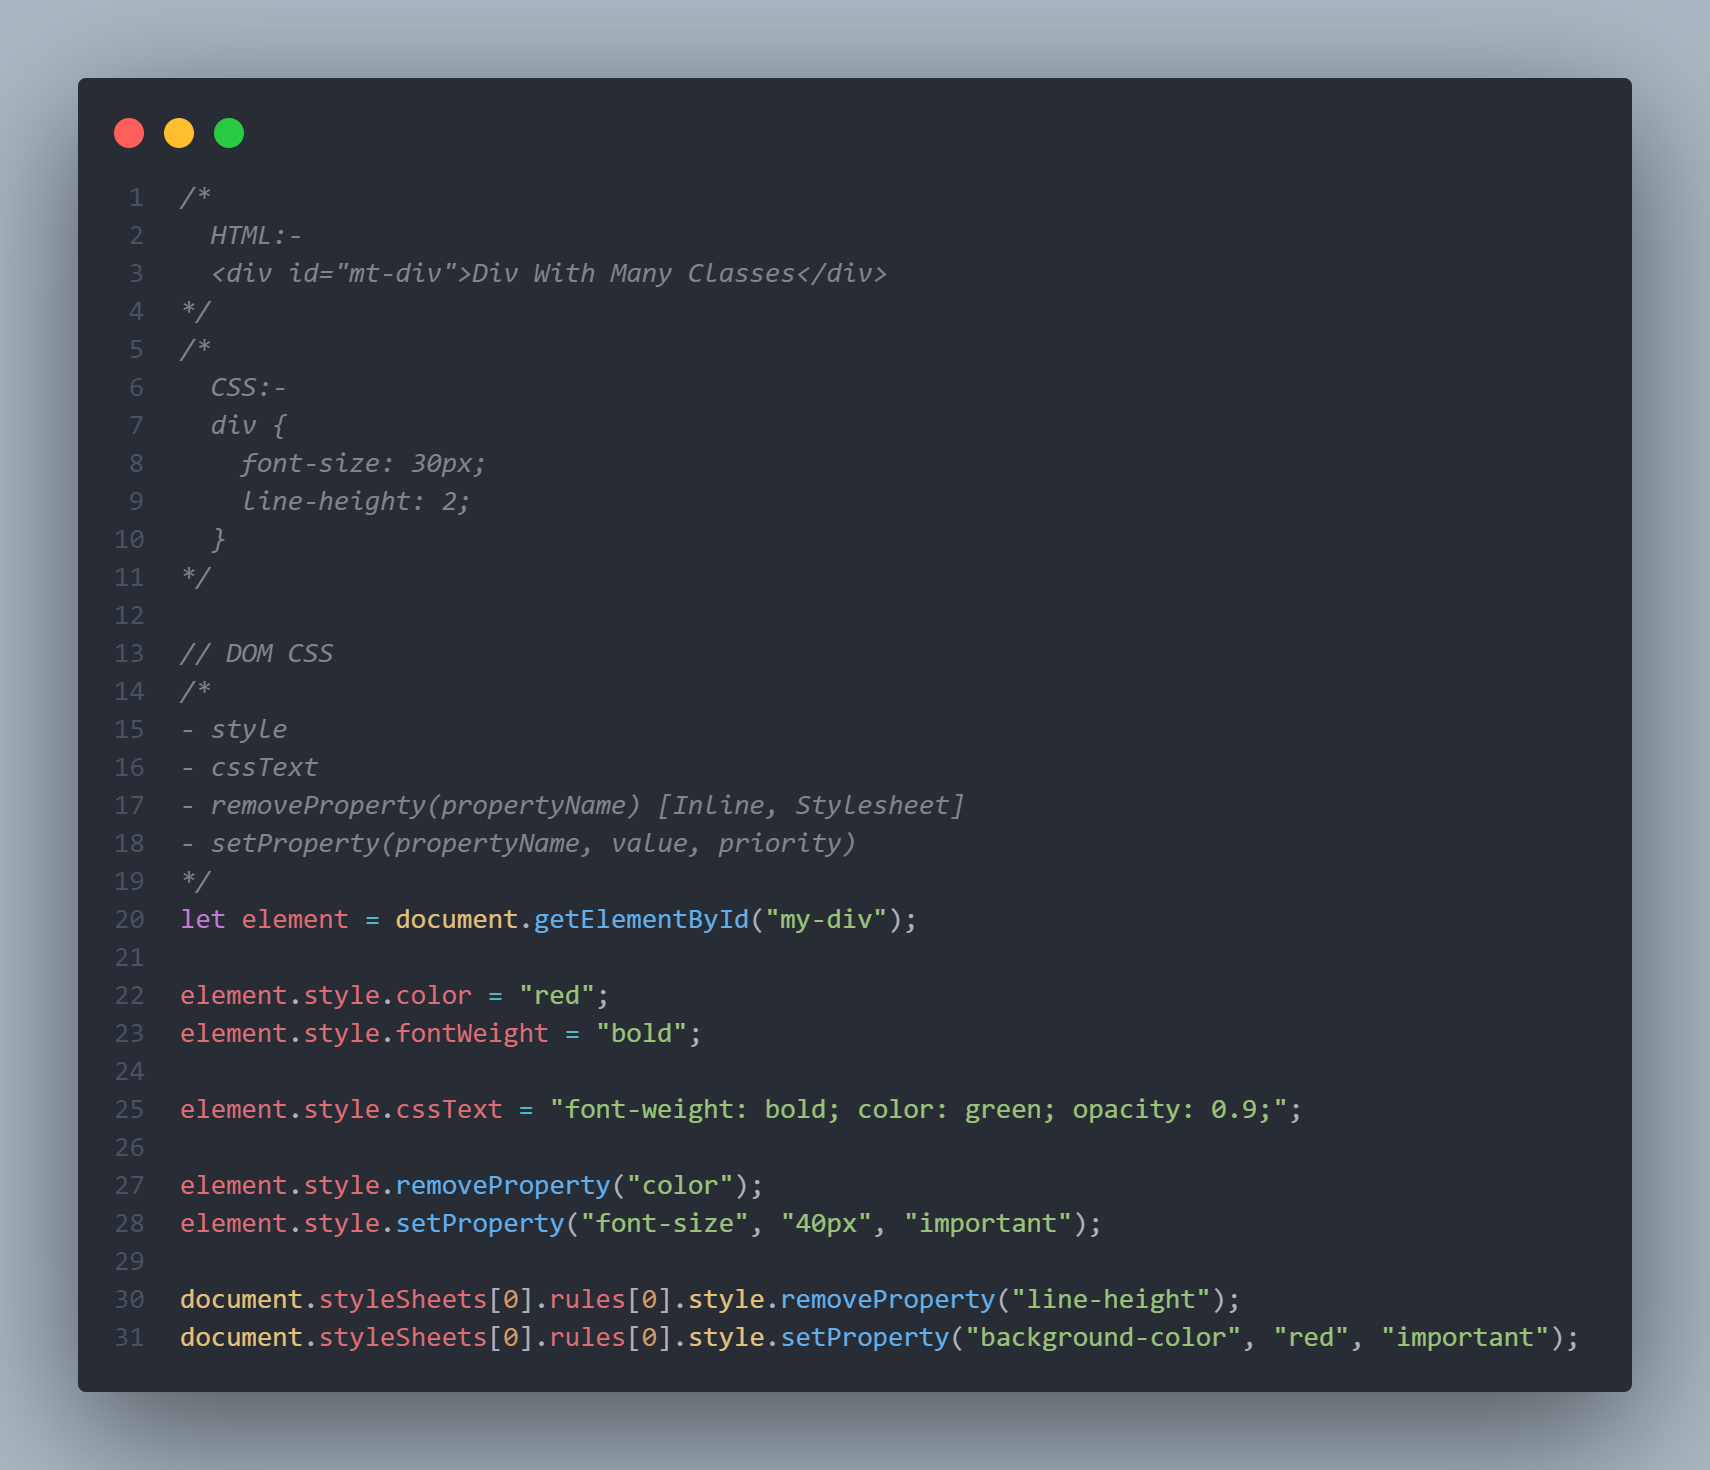 1 /*
2   HTML:-
3   <div id="mt-div">Div With Many Classes</div>
4 */
5 /*
6   CSS:-
7   div {
8     font-size: 30px;
9     line-height: 2;
10   }
11 */
12
13 // DOM CSS
14 /*
15 - style
16 - cssText
17 - removeProperty(propertyName) [Inline, Stylesheet]
18 - setProperty(propertyName, value, priority)
19 */
20 let element = document.getElementById("my-div");
21
22 element.style.color = "red";
23 element.style.fontWeight = "bold";
24
25 element.style.cssText = "font-weight: bold; color: green; opacity: 0.9;";
26
27 element.style.removeProperty("color");
28 element.style.setProperty("font-size", "40px", "important");
29
30 document.styleSheets[0].rules[0].style.removeProperty("line-height");
31 document.styleSheets[0].rules[0].style.setProperty("background-color", "red", "important");